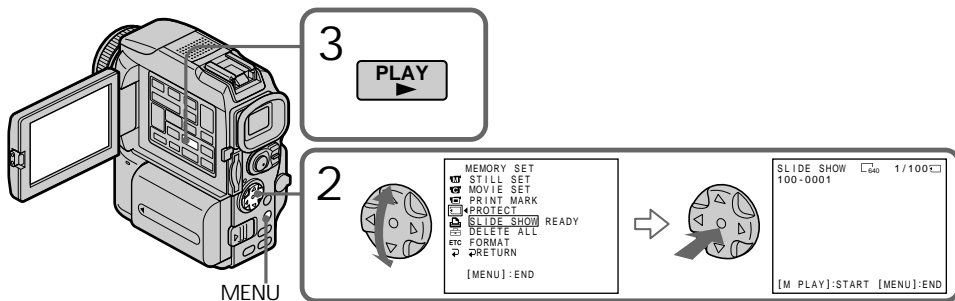 3
PLAY
MENU
2
MEMORY SET
STILL SET
MOVIE SET
PRINT MARK
PROTECT
SLIDE SHOW READY
DELETE ALL
ETC FORMAT
RETURN
[MENU]:END
SLIDE SHOW 640 1/100
100-0001
[M PLAY]:START [MENU]:END